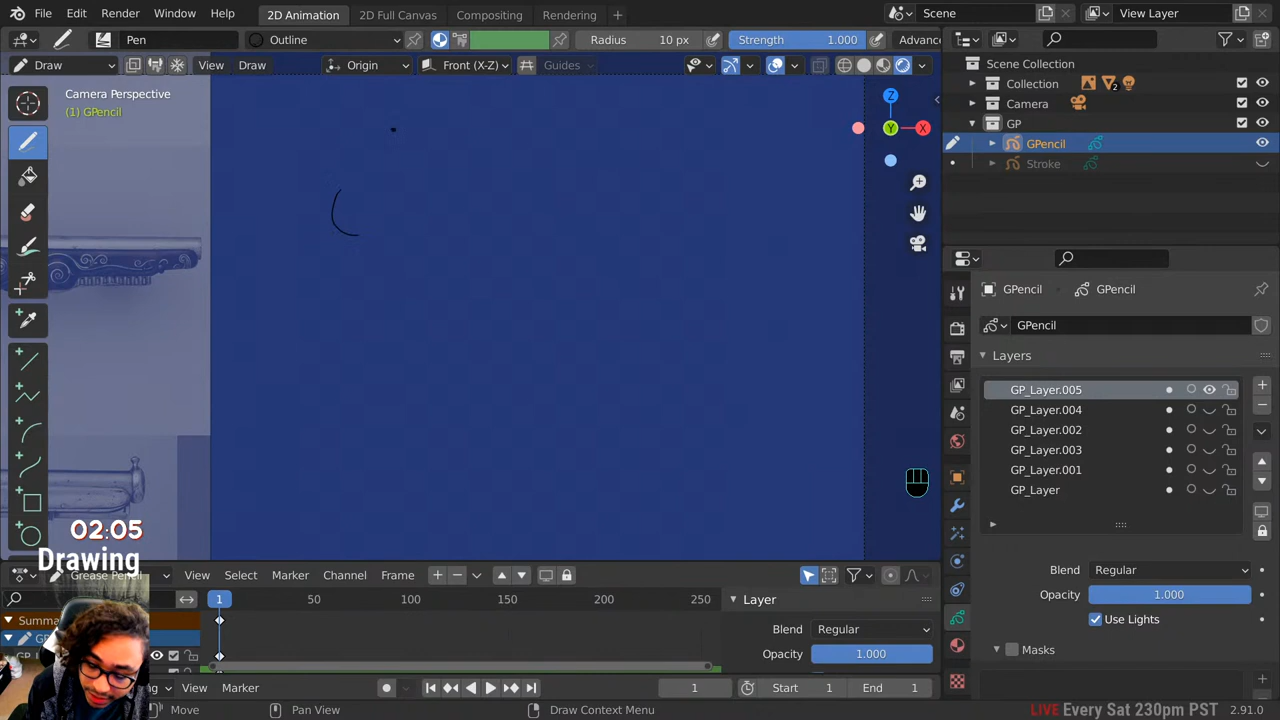 File Edit Render Window Help 2D Animation 2D Full Canvas Compositing Rendering + Scene View Layer
Pen Outline Radius 10 px Strength 1.000 Advanc
Draw View Draw Origin Front (X-Z) Guides
Camera Perspective
(1) GPencil
Z
Y
X
Scene Collection
Collection 2
Camera
GP
GPencil
Stroke
GPencil GPencil
GPencil
Layers
GP_Layer.005
GP_Layer.004
GP_Layer.002
GP_Layer.003
GP_Layer.001
GP_Layer
Blend Regular
Opacity 1.000
Use Lights
Masks
02:05
Drawing
Grease Pencil View Select Marker Channel Frame
1 50 100 150 200 250
Summa
GP
Layer
Blend Regular
Opacity 1.000
View Marker 1 Start 1 End 1
Move Pan View Draw Context Menu
LIVE Every Sat 230pm PST 2.91.0